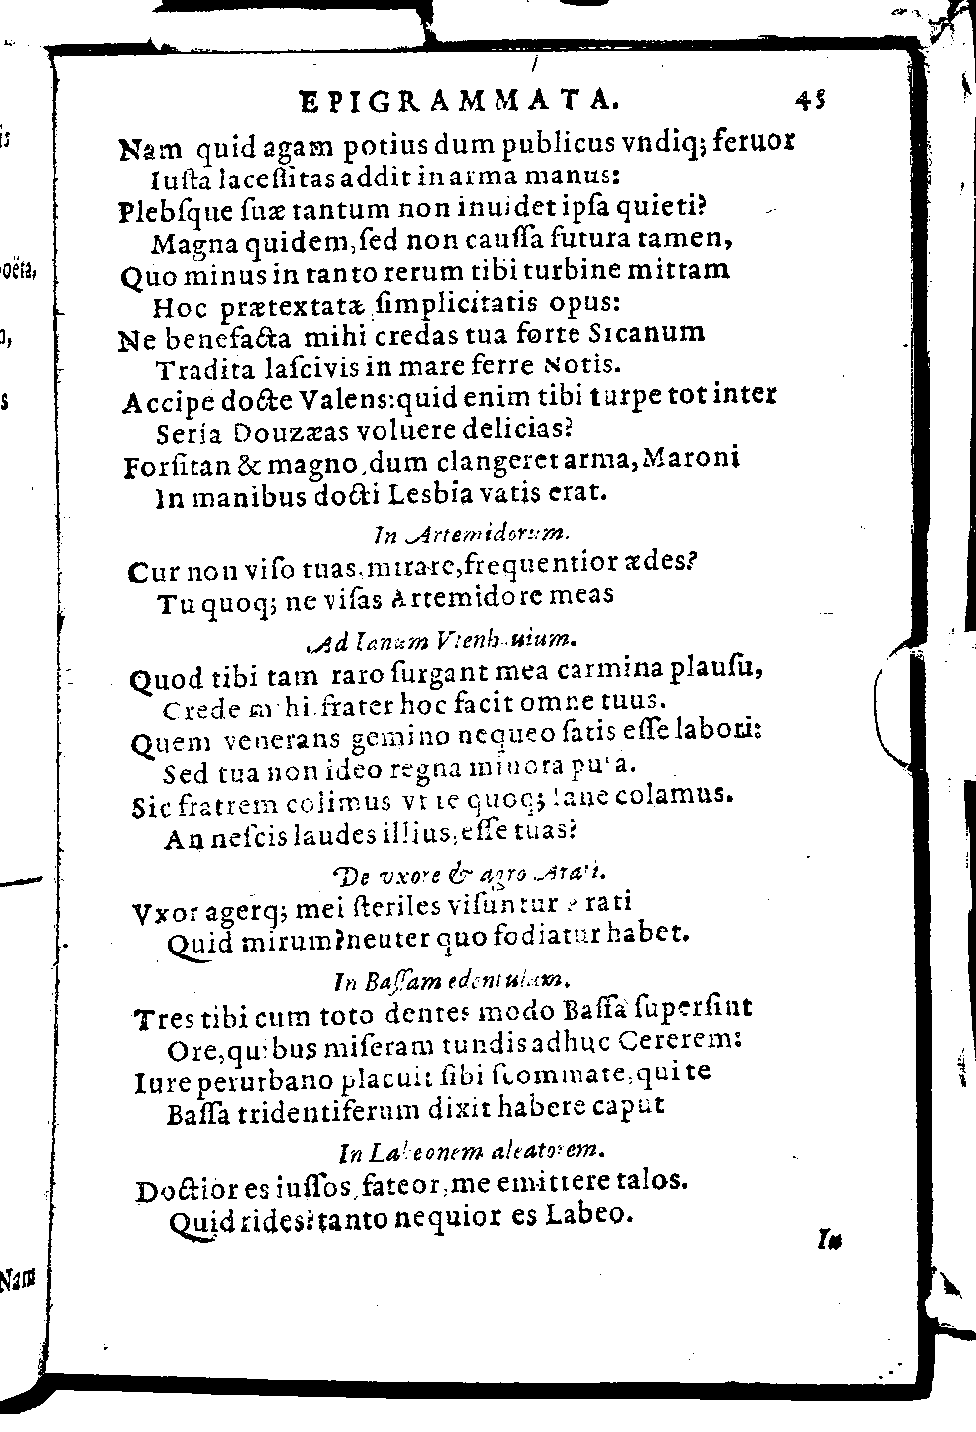 EPIGRAMMATA. 45
Nam quid agam potius dum publicus vndiq; feruor
Iuſta laceſſitas addit in arma manus:
Plebſque ſuæ tantum non inuidet ipſa quieti?
Magna quidem, ſed non cauſſa futura tamen,
Quo minus in tanto rerum tibi turbine mittam
Hoc prætextatæ ſimplicitatis opus:
Ne benefacta mihi credas tua forte Sicanum
Tradita laſcivis in mare ferre Notis.
Accipe docte Valens: quid enim tibi turpe tot inter
Seria Douzæas voluere delicias?
Forſitan & magno, dum clangeret arma, Maroni
In manibus docti Lesbia vatis erat.
In Artemidorum.
Cur non viſo tuas, mirare, frequentior ædes?
Tu quoq; ne viſas Artemidore meas
Ad Ianum Vtenhouium.
Quod tibi tam raro ſurgant mea carmina plauſu,
Crede mihi, frater hoc facit omne tuus.
Quem venerans gemino nequeo ſatis eſſe labori:
Sed tua non ideo regna minora puta.
Sic fratrem colimus vt te quoq; Iane colamus.
An neſcis laudes illius, eſſe tuas?
De vxore & agro Arati.
Vxor agerq; mei ſteriles viſuntur Arati
Quid mirum? neuter quo fodiatur habet.
In Baſſam edentulam.
Tres tibi cum toto dentes modo Baſſa ſuperſint
Ore, quibus miſeram tundis adhuc Cererem:
Iure perurbano placuit ſibi ſcommate, qui te
Baſſa tridentiferum dixit habere caput
In Labeonem aleatorem.
Doctior es iuſſos, fateor, me emittere talos.
Quid rides? tanto nequior es Labeo.
In
is
oëta,
s
Nam